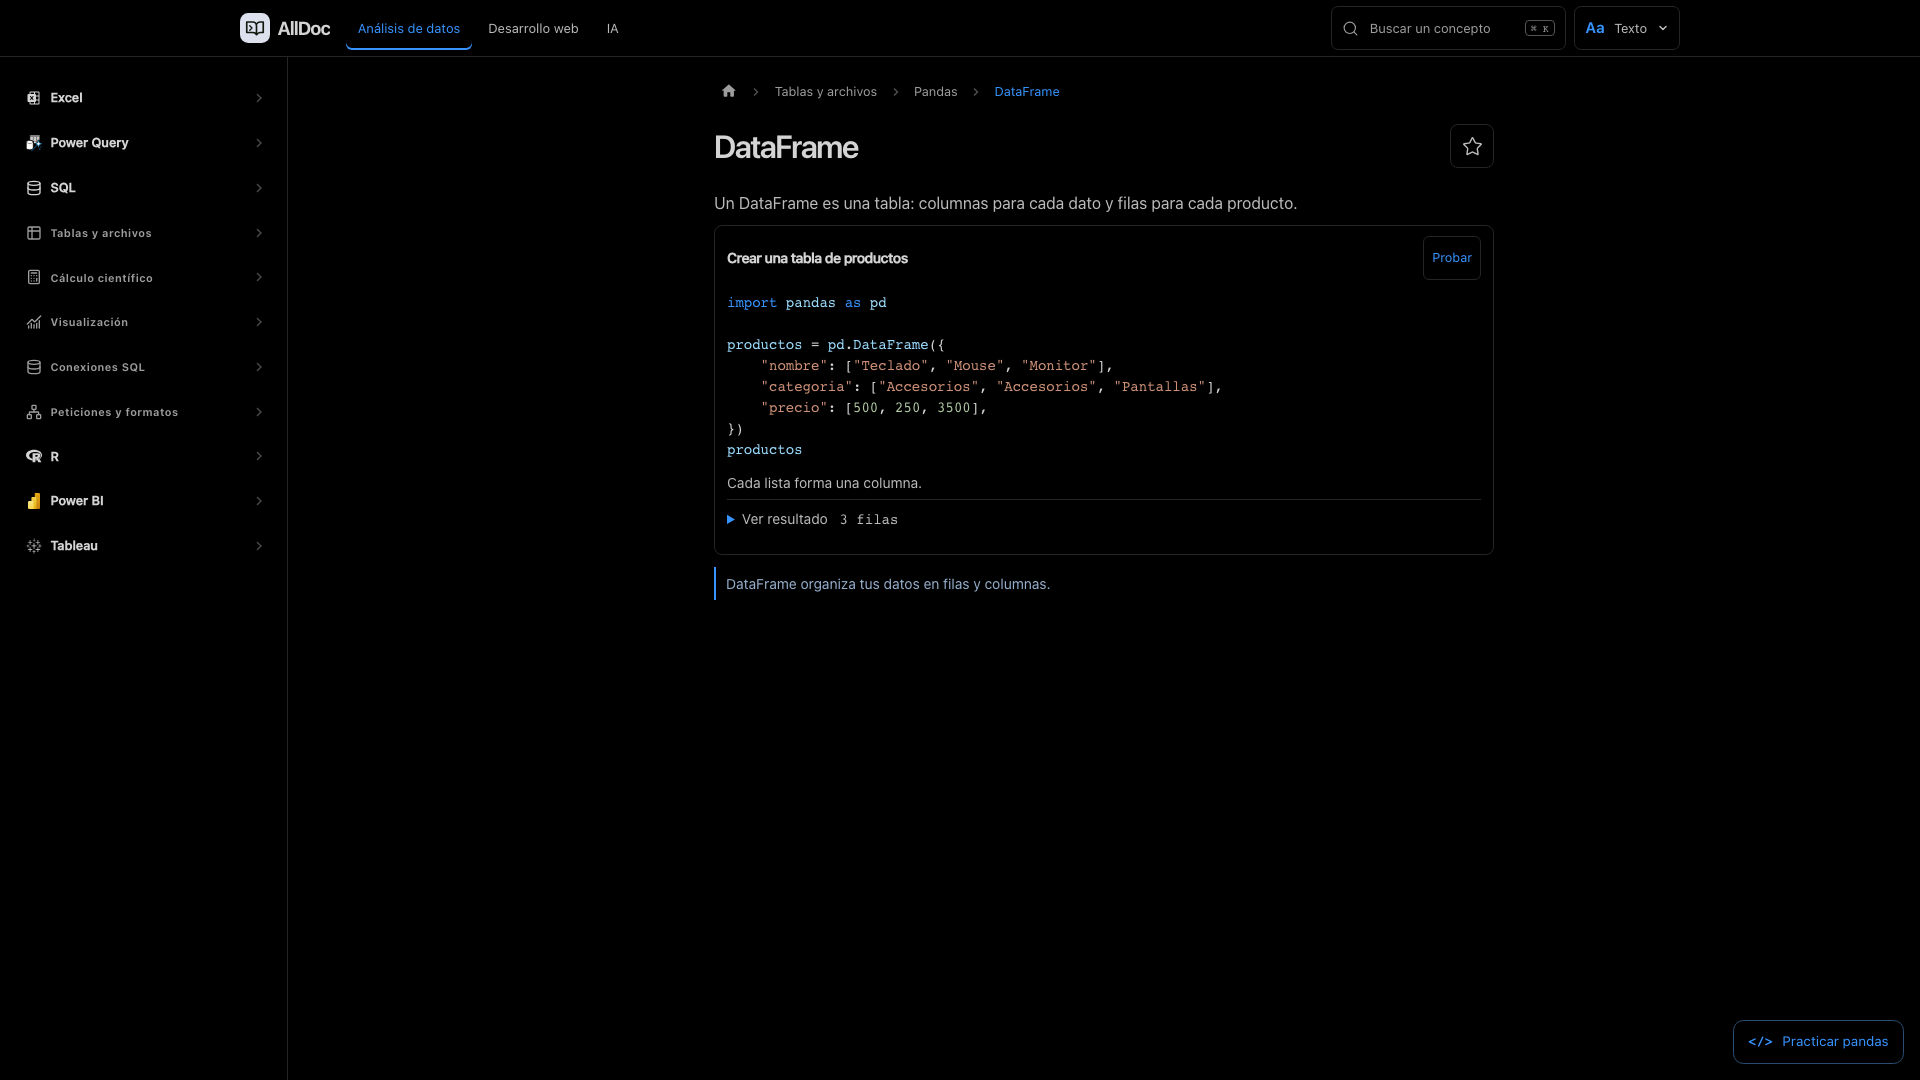 AllDoc
Análisis de datos
Desarrollo web
IA
Buscar un concepto
⌘ K
Aa Texto
Excel
Power Query
SQL
Tablas y archivos
Cálculo científico
Visualización
Conexiones SQL
Peticiones y formatos
R
Power BI
Tableau
Tablas y archivos
Pandas
DataFrame
DataFrame
Un DataFrame es una tabla: columnas para cada dato y filas para cada producto.
Crear una tabla de productos
Probar
import pandas as pd
productos = pd.DataFrame({
    "nombre": ["Teclado", "Mouse", "Monitor"],
    "categoria": ["Accesorios", "Accesorios", "Pantallas"],
    "precio": [500, 250, 3500],
})
productos
Cada lista forma una columna.
Ver resultado 3 filas
DataFrame organiza tus datos en filas y columnas.
</> Practicar pandas